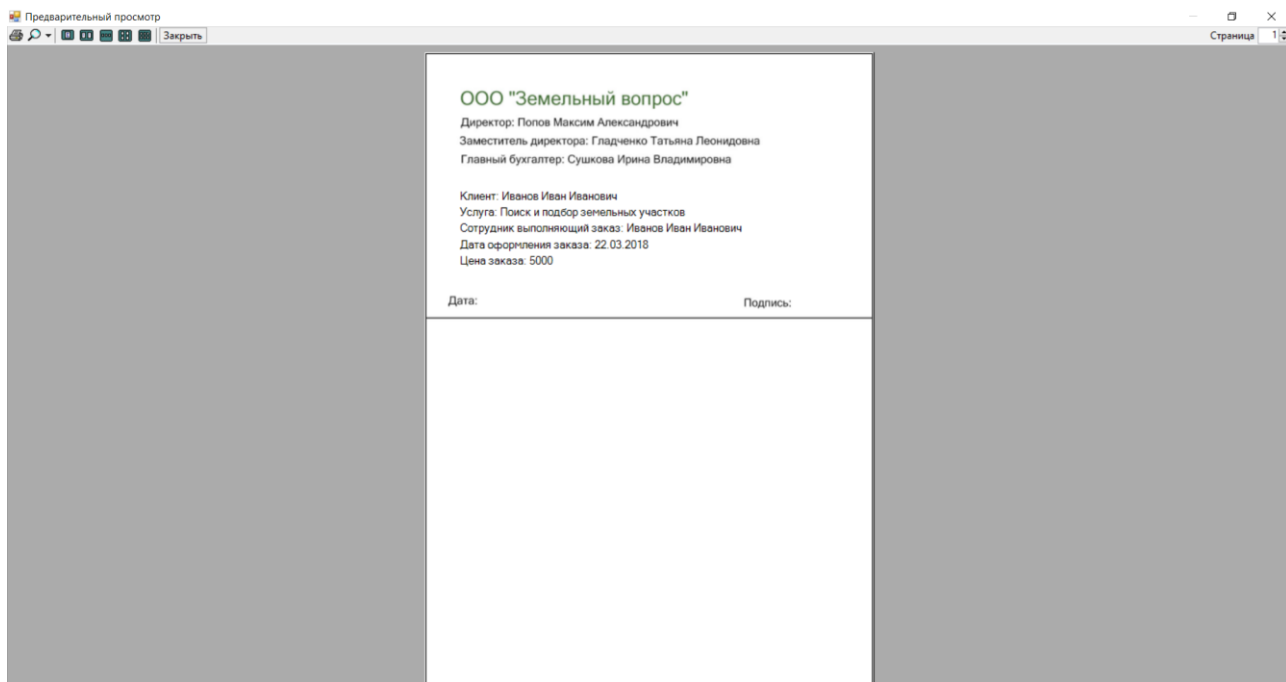 Предварительный просмотр
Закрыть
Страница 1
ООО "Земельный вопрос"
Директор: Попов Максим Александрович
Заместитель директора: Гладченко Татьяна Леонидовна
Главный бухгалтер: Сушкова Ирина Владимировна
Клиент: Иванов Иван Иванович
Услуга: Поиск и подбор земельных участков
Сотрудник выполняющий заказ: Иванов Иван Иванович
Дата оформления заказа: 22.03.2018
Цена заказа: 5000
Дата:
Подпись: